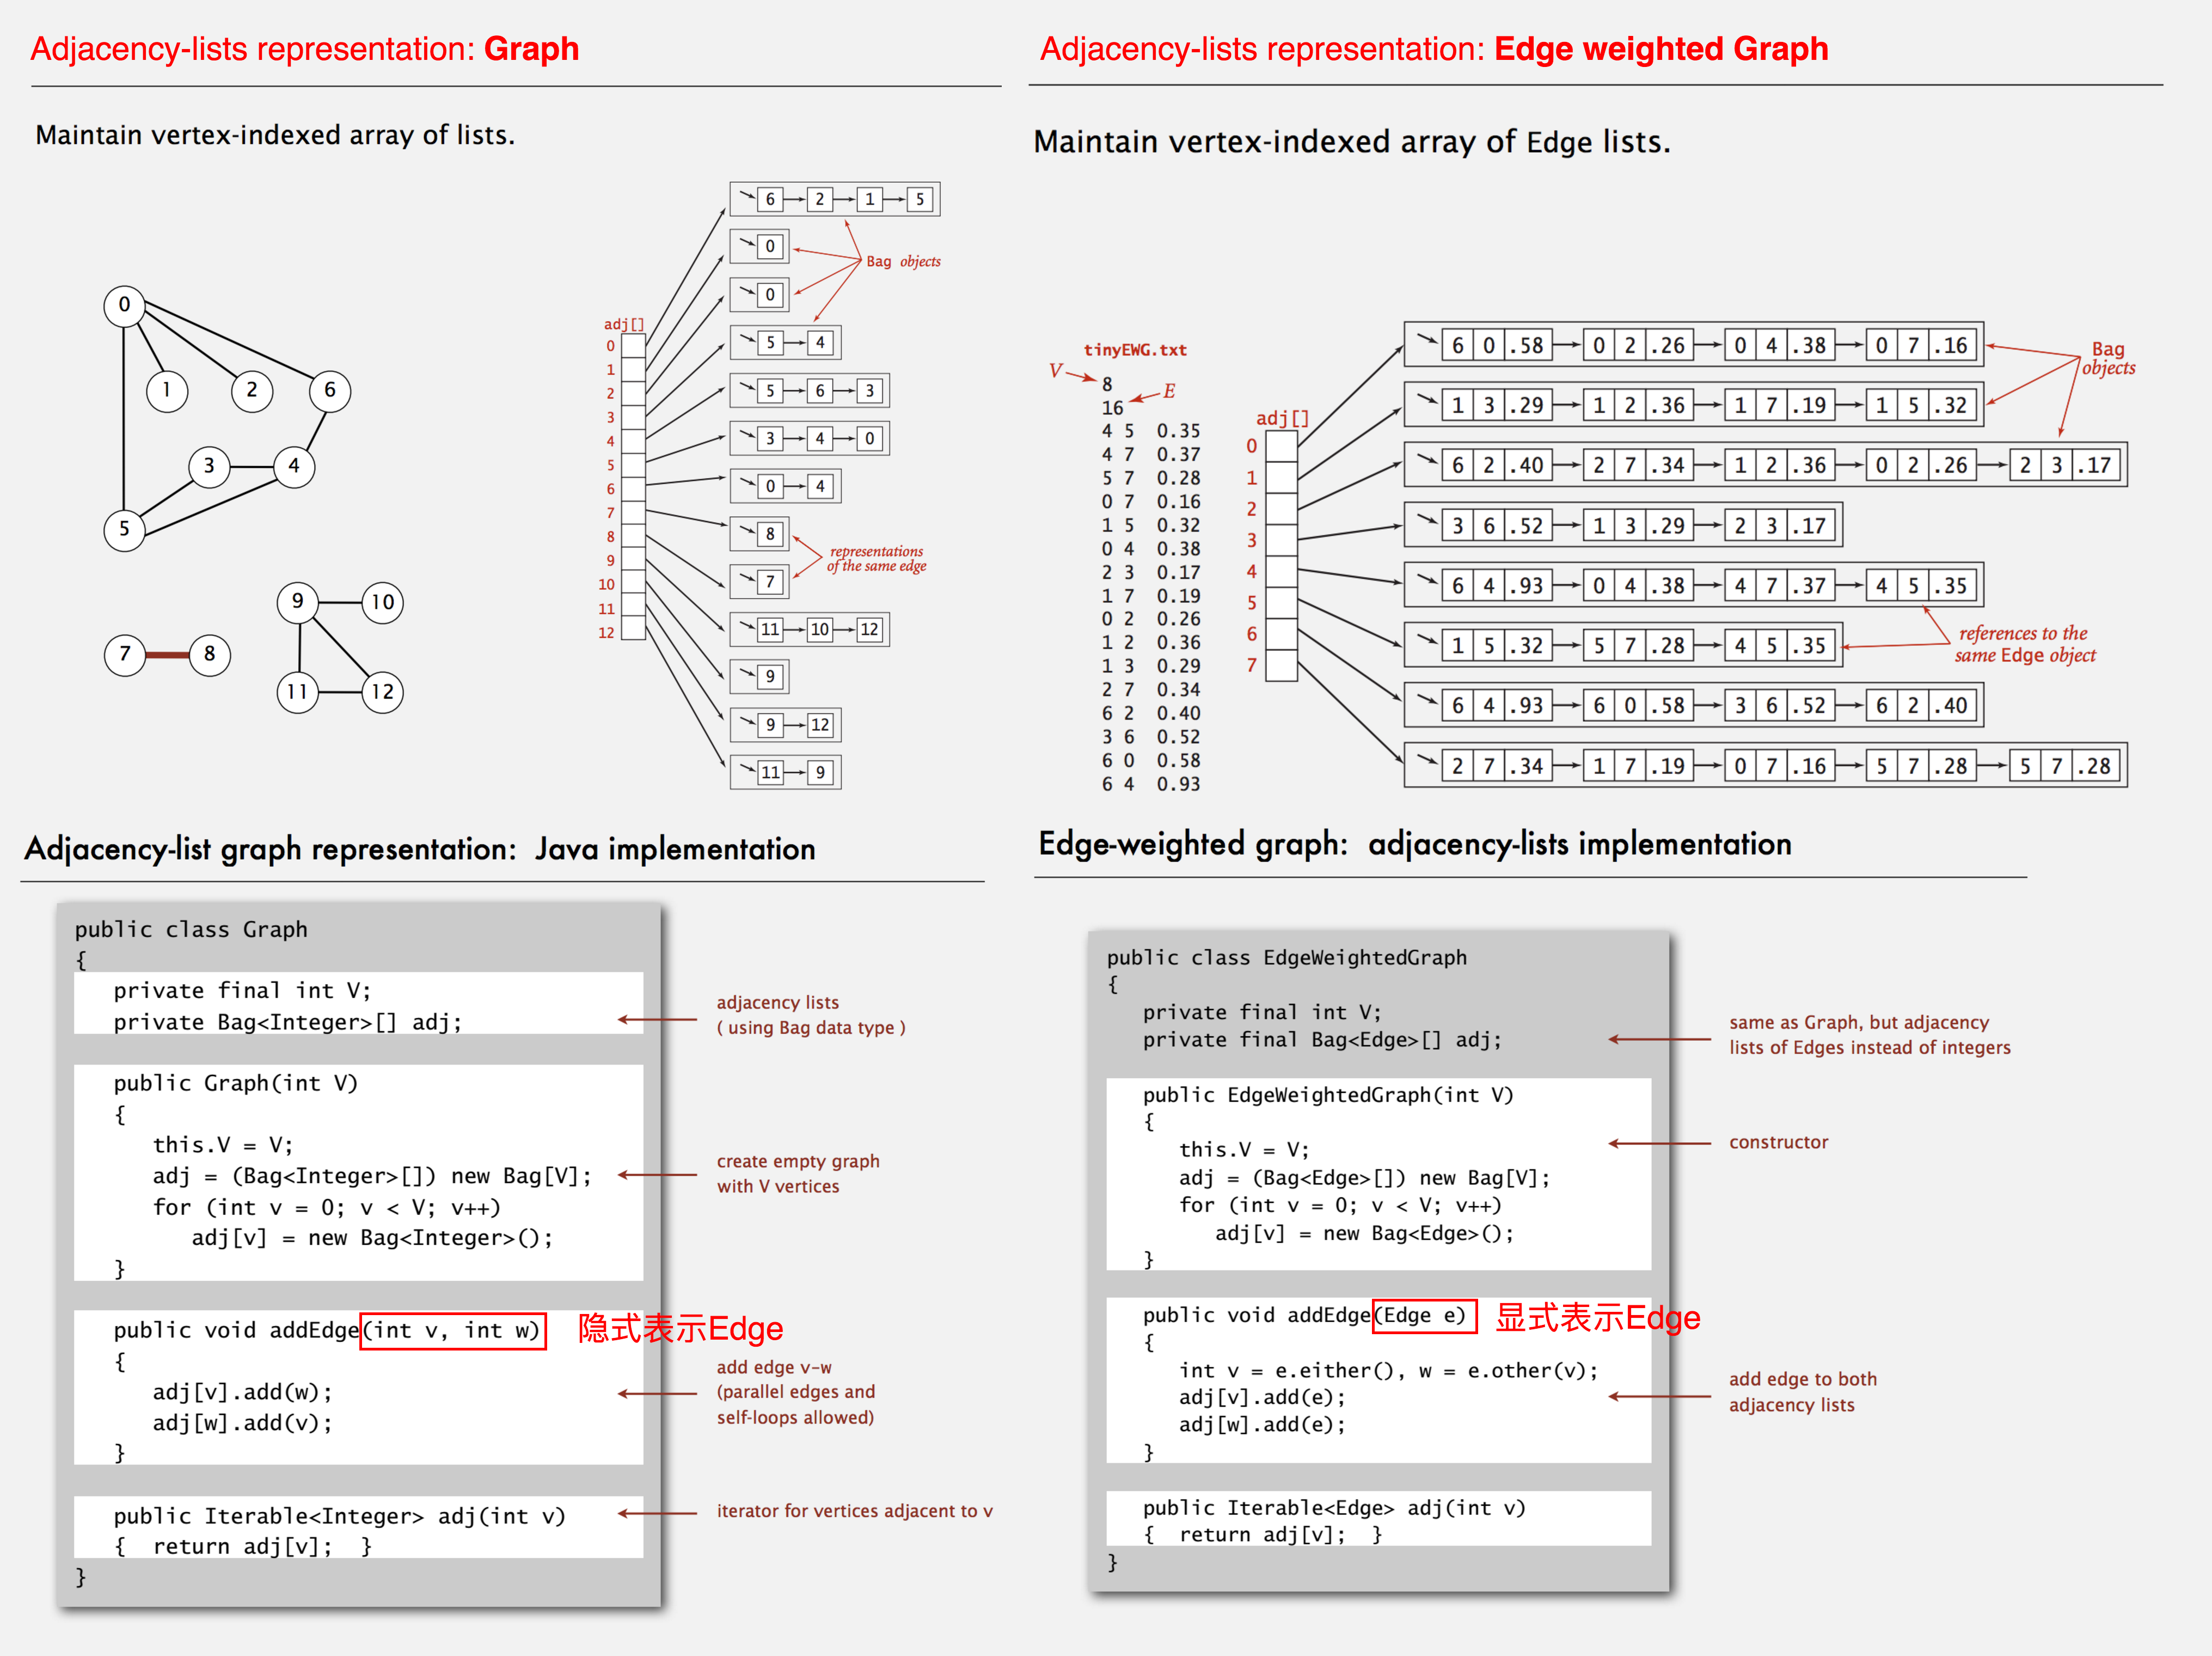 Adjacency-lists representation: Graph
Maintain vertex-indexed array of lists.
0
1
2
6
3
4
5
7
8
9
10
11
12
adj[]
0
1
2
3
4
5
6
7
8
9
10
11
12
6 2 1 5
0
0
5 4
5 6 3
3 4 0
0 4
8
7
11 10 12
9
9 12
11 9
Bag objects
representations
of the same edge
Adjacency-lists representation: Edge weighted Graph
Maintain vertex-indexed array of Edge lists.
tinyEWG.txt
V
8
E
16
4 5 0.35
4 7 0.37
5 7 0.28
0 7 0.16
1 5 0.32
0 4 0.38
2 3 0.17
1 7 0.19
0 2 0.26
1 2 0.36
1 3 0.29
2 7 0.34
6 2 0.40
3 6 0.52
6 0 0.58
6 4 0.93
adj[]
0
1
2
3
4
5
6
7
6 0 .58 0 2 .26 0 4 .38 0 7 .16
1 3 .29 1 2 .36 1 7 .19 1 5 .32
6 2 .40 2 7 .34 1 2 .36 0 2 .26 2 3 .17
3 6 .52 1 3 .29 2 3 .17
6 4 .93 0 4 .38 4 7 .37 4 5 .35
1 5 .32 5 7 .28 4 5 .35
6 4 .93 6 0 .58 3 6 .52 6 2 .40
2 7 .34 1 7 .19 0 7 .16 5 7 .28 5 7 .28
Bag
objects
references to the
same Edge object
Adjacency-list graph representation: Java implementation
public class Graph
{
private final int V;
private Bag<Integer>[] adj;
public Graph(int V)
{
this.V = V;
adj = (Bag<Integer>[]) new Bag[V];
for (int v = 0; v < V; v++)
adj[v] = new Bag<Integer>();
}
public void addEdge(int v, int w) 隐式表示Edge
{
adj[v].add(w);
adj[w].add(v);
}
public Iterable<Integer> adj(int v)
{ return adj[v]; }
}
adjacency lists
( using Bag data type )
create empty graph
with V vertices
add edge v-w
(parallel edges and
self-loops allowed)
iterator for vertices adjacent to v
Edge-weighted graph: adjacency-lists implementation
public class EdgeWeightedGraph
{
private final int V;
private final Bag<Edge>[] adj;
public EdgeWeightedGraph(int V)
{
this.V = V;
adj = (Bag<Edge>[]) new Bag[V];
for (int v = 0; v < V; v++)
adj[v] = new Bag<Edge>();
}
public void addEdge(Edge e) 显式表示Edge
{
int v = e.either(), w = e.other(v);
adj[v].add(e);
adj[w].add(e);
}
public Iterable<Edge> adj(int v)
{ return adj[v]; }
}
same as Graph, but adjacency
lists of Edges instead of integers
constructor
add edge to both
adjacency lists